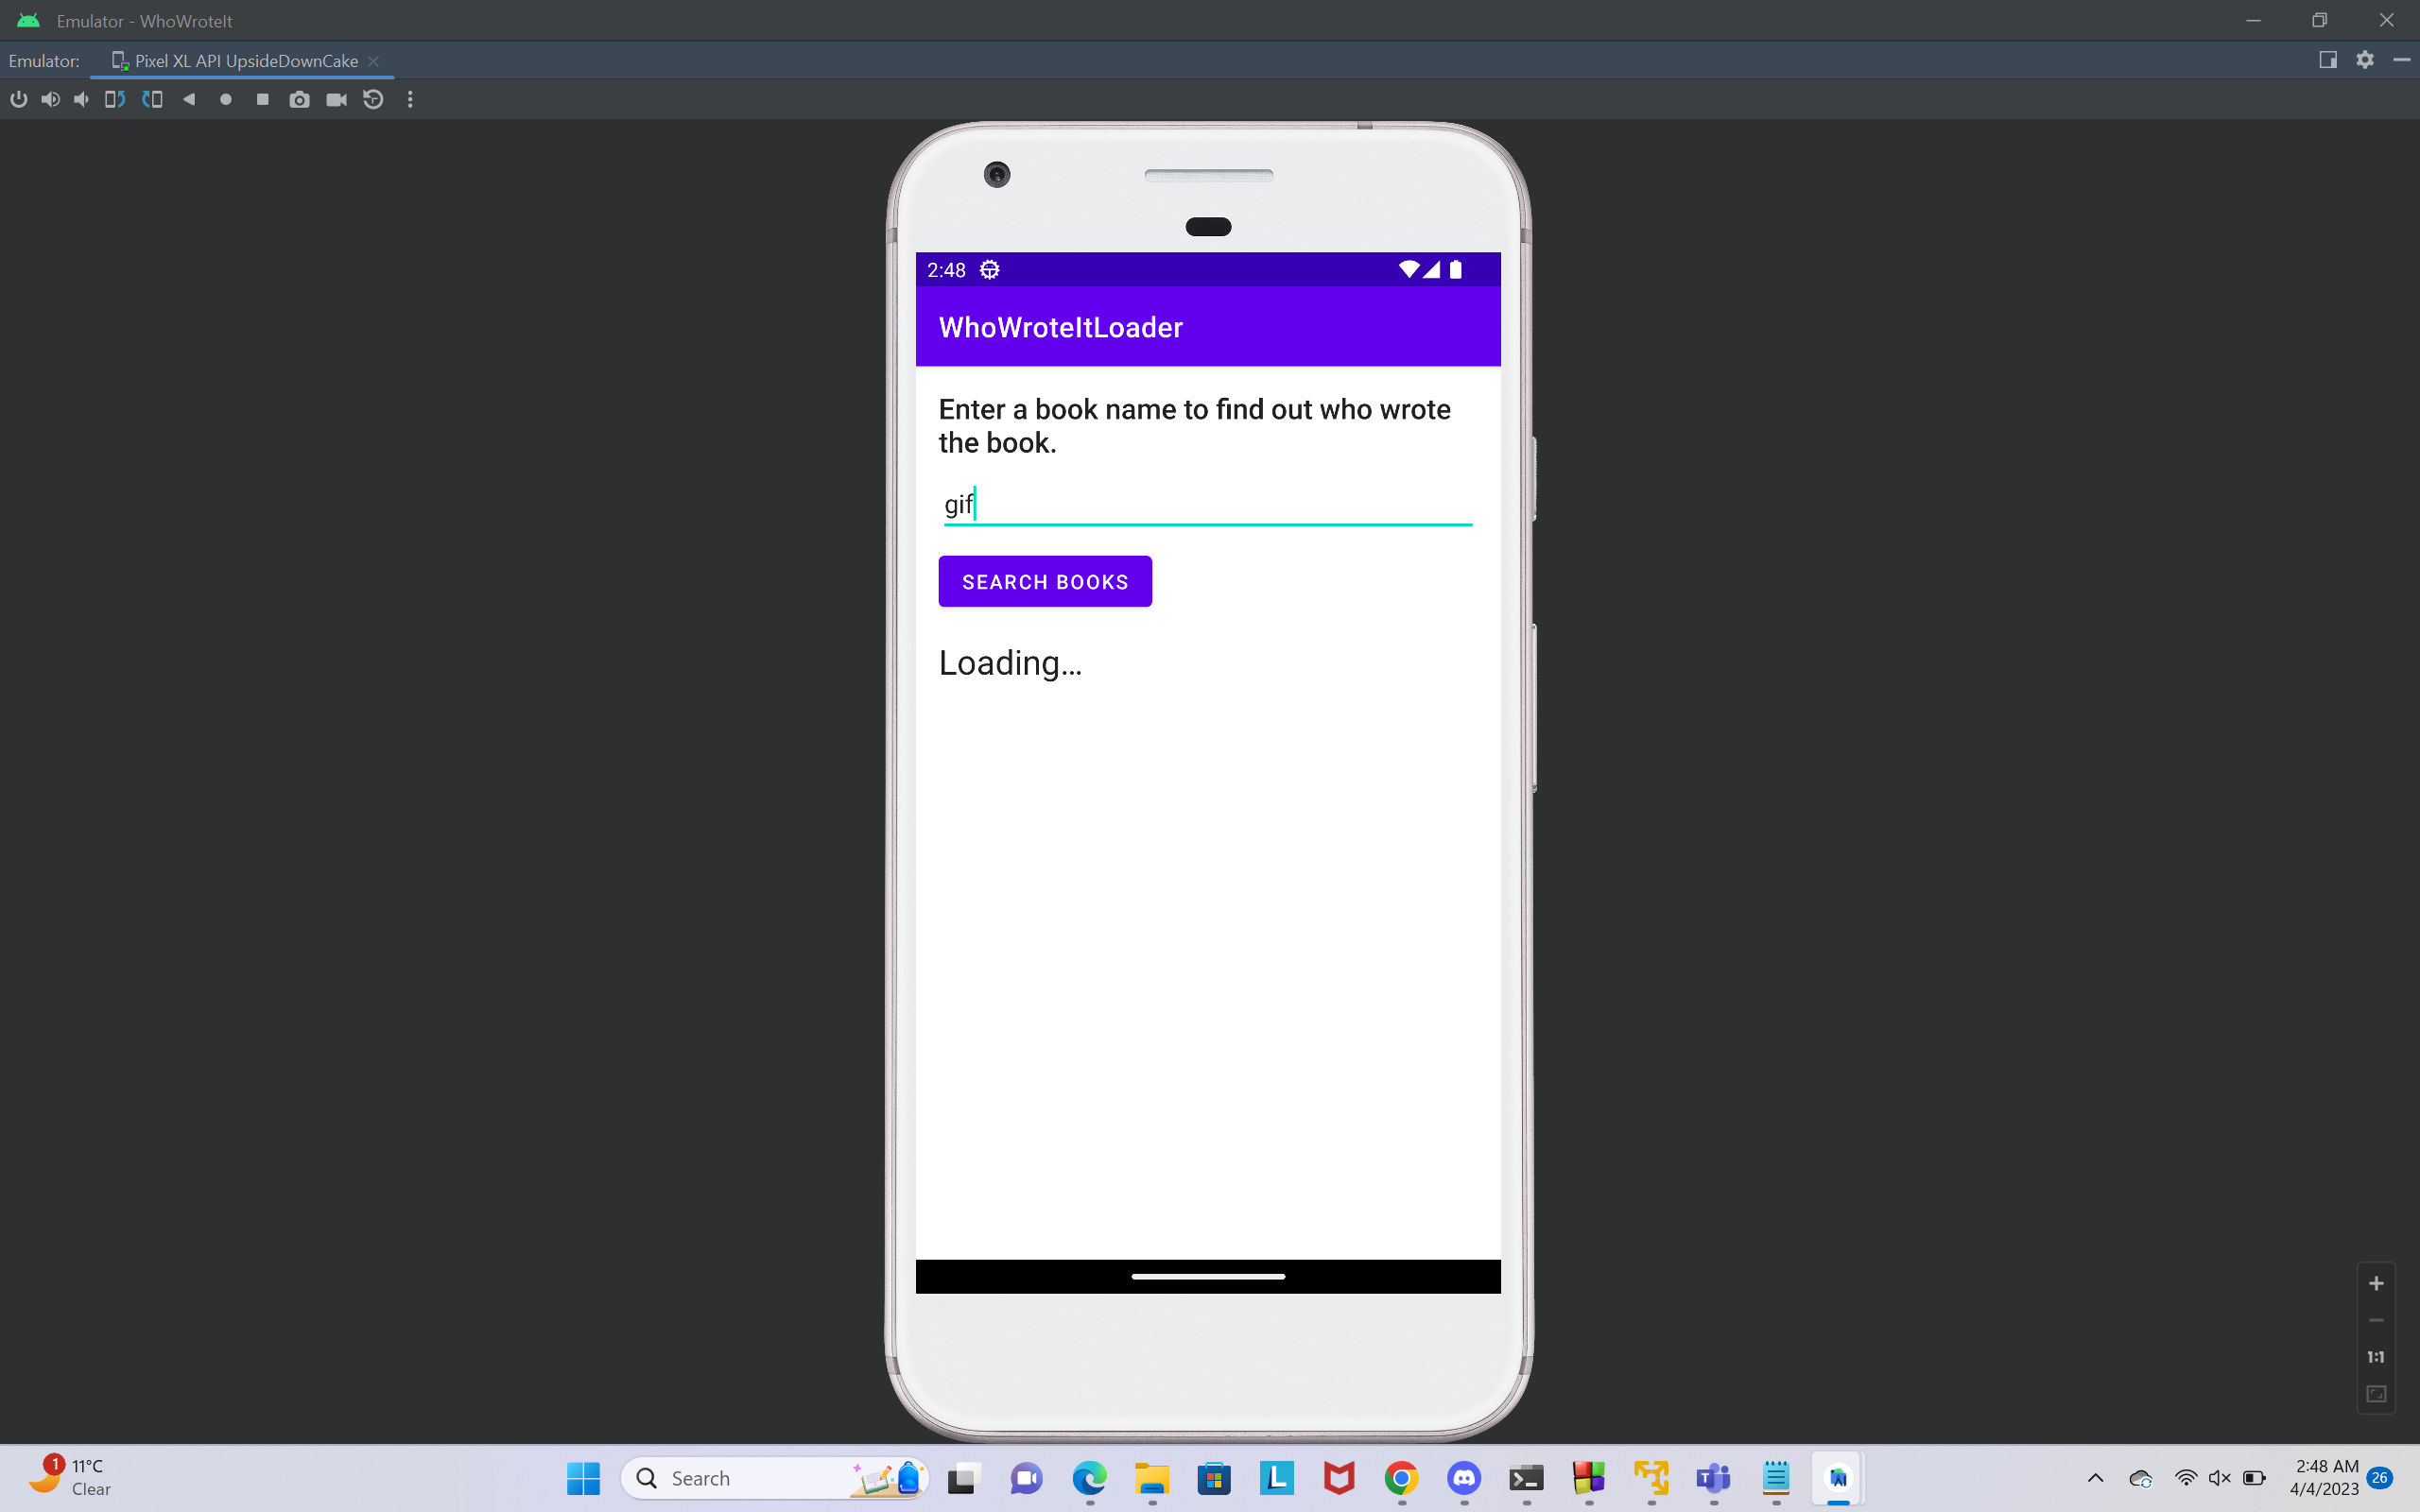 Emulator - WhoWroteIt
Emulator: Pixel XL API UpsideDownCake
2:48
WhoWroteItLoader
Enter a book name to find out who wrote
the book.
gif
SEARCH BOOKS
Loading...
1:1
1
11°C
Clear
Search
L
T
2:48 AM
4/4/2023
26